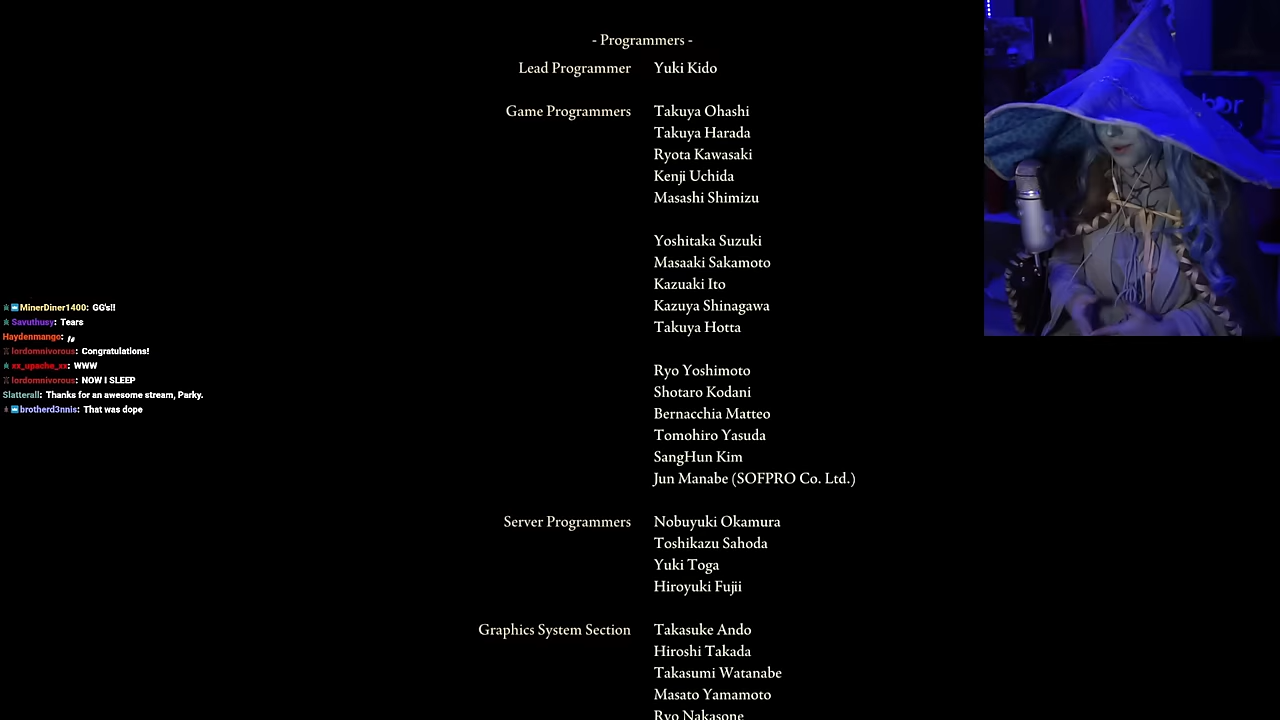 - Programmers -
Lead Programmer Yuki Kido
Game Programmers Takuya Ohashi
Takuya Harada
Ryota Kawasaki
Kenji Uchida
Masashi Shimizu
Yoshitaka Suzuki
Masaaki Sakamoto
Kazuaki Ito
Kazuya Shinagawa
Takuya Hotta
Ryo Yoshimoto
Shotaro Kodani
Bernacchia Matteo
Tomohiro Yasuda
SangHun Kim
Jun Manabe (SOFPRO Co. Ltd.)
Server Programmers Nobuyuki Okamura
Toshikazu Sahoda
Yuki Toga
Hiroyuki Fujii
Graphics System Section Takasuke Ando
Hiroshi Takada
Takasumi Watanabe
Masato Yamamoto
Ryo Nakasone
MinerDiner1400: GG's!!
Savuthusy: Tears
Haydenmango:
lordomnivorous: Congratulations!
xx_upache_xx: WWW
lordomnivorous: NOW I SLEEP
Slatterall: Thanks for an awesome stream, Parky.
brotherd3nnis: That was dope